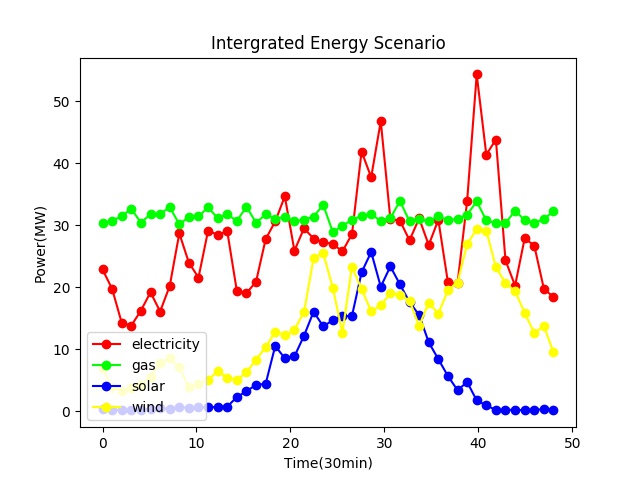 Intergrated Energy Scenario
Power(MW)
50
40
30
20
10
0
electricity
gas
solar
wind
0 10 20 30 40 50
Time(30min)